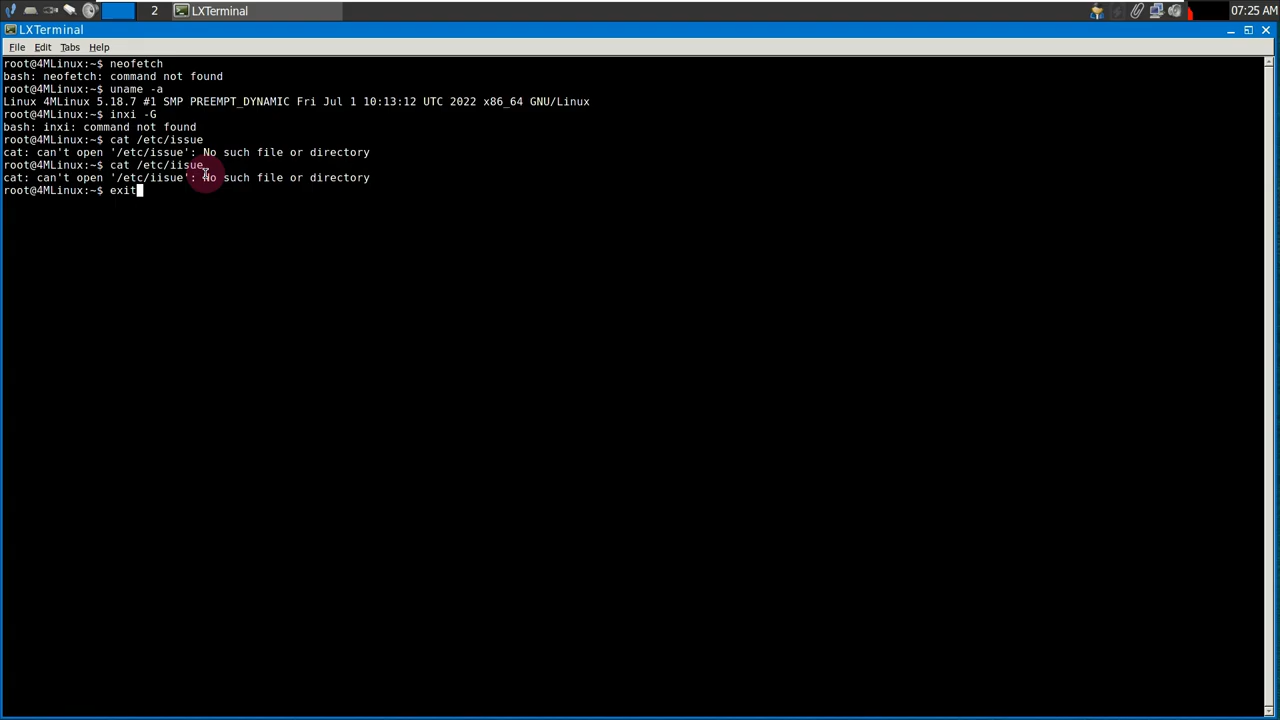 2
LXTerminal
07:25 AM
LXTerminal
File Edit Tabs Help
root@4MLinux:~$ neofetch
bash: neofetch: command not found
root@4MLinux:~$ uname -a
Linux 4MLinux 5.18.7 #1 SMP PREEMPT_DYNAMIC Fri Jul 1 10:13:12 UTC 2022 x86_64 GNU/Linux
root@4MLinux:~$ inxi -G
bash: inxi: command not found
root@4MLinux:~$ cat /etc/issue
cat: can't open '/etc/issue': No such file or directory
root@4MLinux:~$ cat /etc/iisue
cat: can't open '/etc/iisue': No such file or directory
root@4MLinux:~$ exit